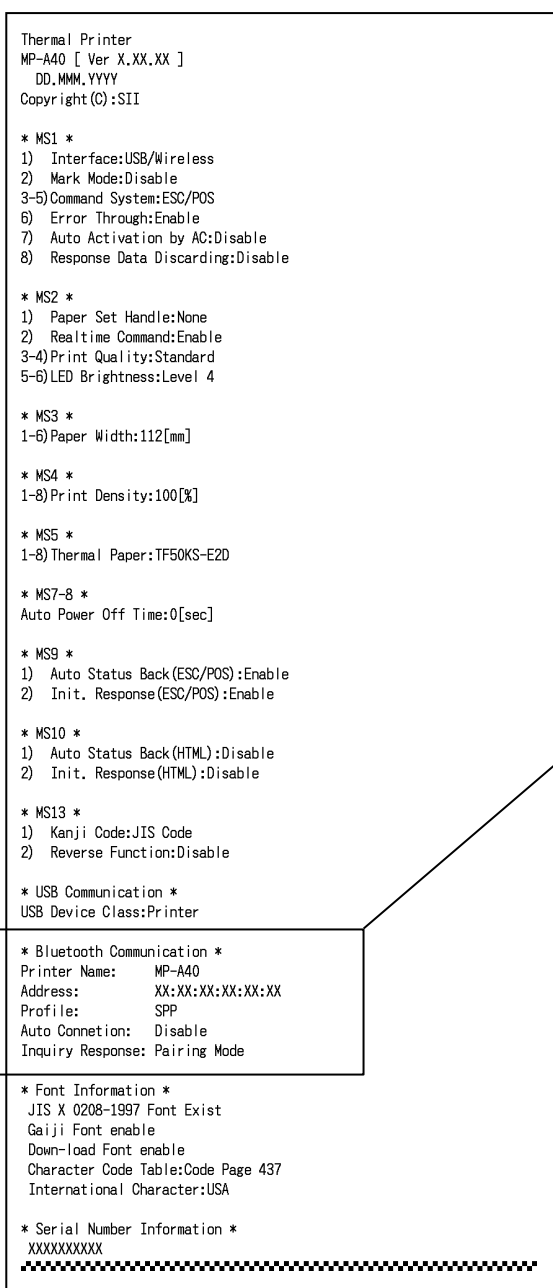 Thermal Printer
MP-A40 [ Ver X.XX.XX ]
DD.MMM.YYYY
Copyright(C):SII
* MS1 *
1) Interface:USB/Wireless
2) Mark Mode:Disable
3-5)Command System:ESC/POS
6) Error Through:Enable
7) Auto Activation by AC:Disable
8) Response Data Discarding:Disable
* MS2 *
1) Paper Set Handle:None
2) Realtime Command:Enable
3-4)Print Quality:Standard
5-6)LED Brightness:Level 4
* MS3 *
1-6)Paper Width:112[mm]
* MS4 *
1-8)Print Density:100[%]
* MS5 *
1-8)Thermal Paper:TF50KS-E2D
* MS7-8 *
Auto Power Off Time:0[sec]
* MS9 *
1) Auto Status Back(ESC/POS):Enable
2) Init. Response(ESC/POS):Enable
* MS10 *
1) Auto Status Back(HTML):Disable
2) Init. Response(HTML):Disable
* MS13 *
1) Kanji Code:JIS Code
2) Reverse Function:Disable
* USB Communication *
USB Device Class:Printer
* Bluetooth Communication *
Printer Name: MP-A40
Address: XX:XX:XX:XX:XX:XX
Profile: SPP
Auto Connetion: Disable
Inquiry Response: Pairing Mode
* Font Information *
JIS X 0208-1997 Font Exist
Gaiji Font enable
Down-load Font enable
Character Code Table:Code Page 437
International Character:USA
* Serial Number Information *
XXXXXXXXXX